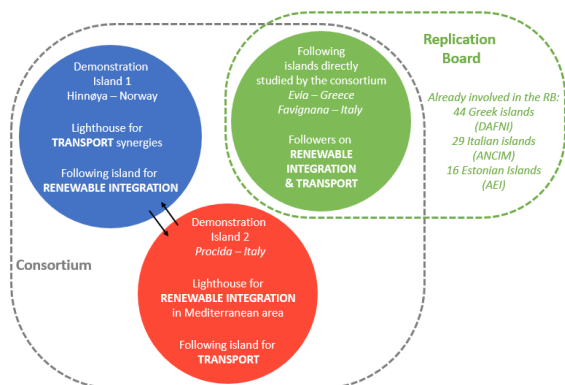 Demonstration
Island 1
Hinnøya – Norway
Lighthouse for
TRANSPORT synergies
Following island for
RENEWABLE INTEGRATION
Following
islands directly
studied by the consortium
Evia – Greece
Favignana – Italy
Followers on
RENEWABLE
INTEGRATION
& TRANSPORT
Replication
Board
Already involved in the RB:
44 Greek islands
(DAFNI)
29 Italian islands
(ANCIM)
16 Estonian Islands
(AEI)
Consortium
Demonstration
Island 2
Procida – Italy
Lighthouse for
RENEWABLE INTEGRATION
in Mediterranean area
Following island for
TRANSPORT